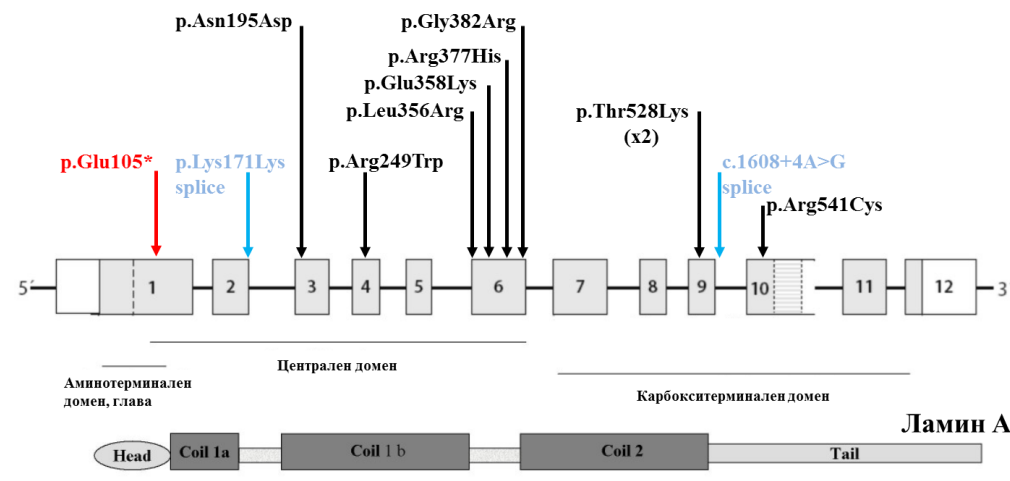 p.Asn195Asp
p.Gly382Arg
p.Arg377His
p.Glu358Lys
p.Leu356Arg
p.Thr528Lys
(x2)
p.Glu105*
p.Lys171Lys
splice
p.Arg249Trp
c.1608+4A>G
splice
p.Arg541Cys
5´ 1 2 3 4 5 6 7 8 9 10 11 12 3´
Централен домен
Аминотерминален
домен, глава
Карбокситерминален домен
Ламин А
Head Coil 1a Coil 1 b Coil 2 Tail